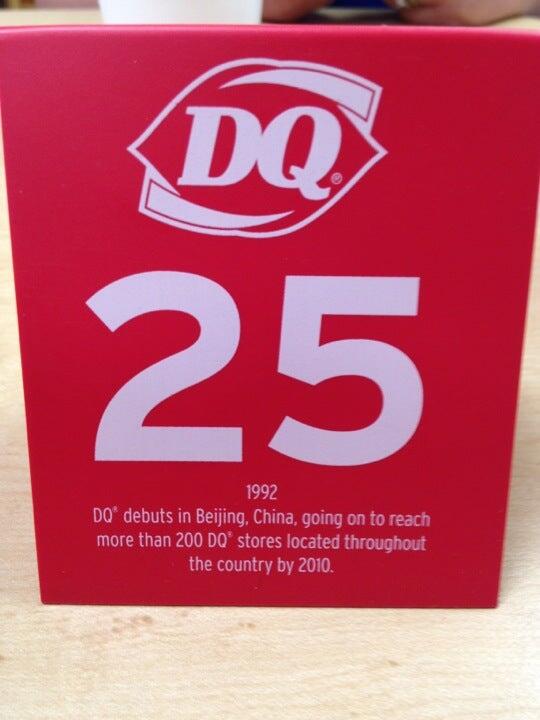 DQ®
25
1992
DQ® debuts in Beijing, China, going on to reach
more than 200 DQ® stores located throughout
the country by 2010.